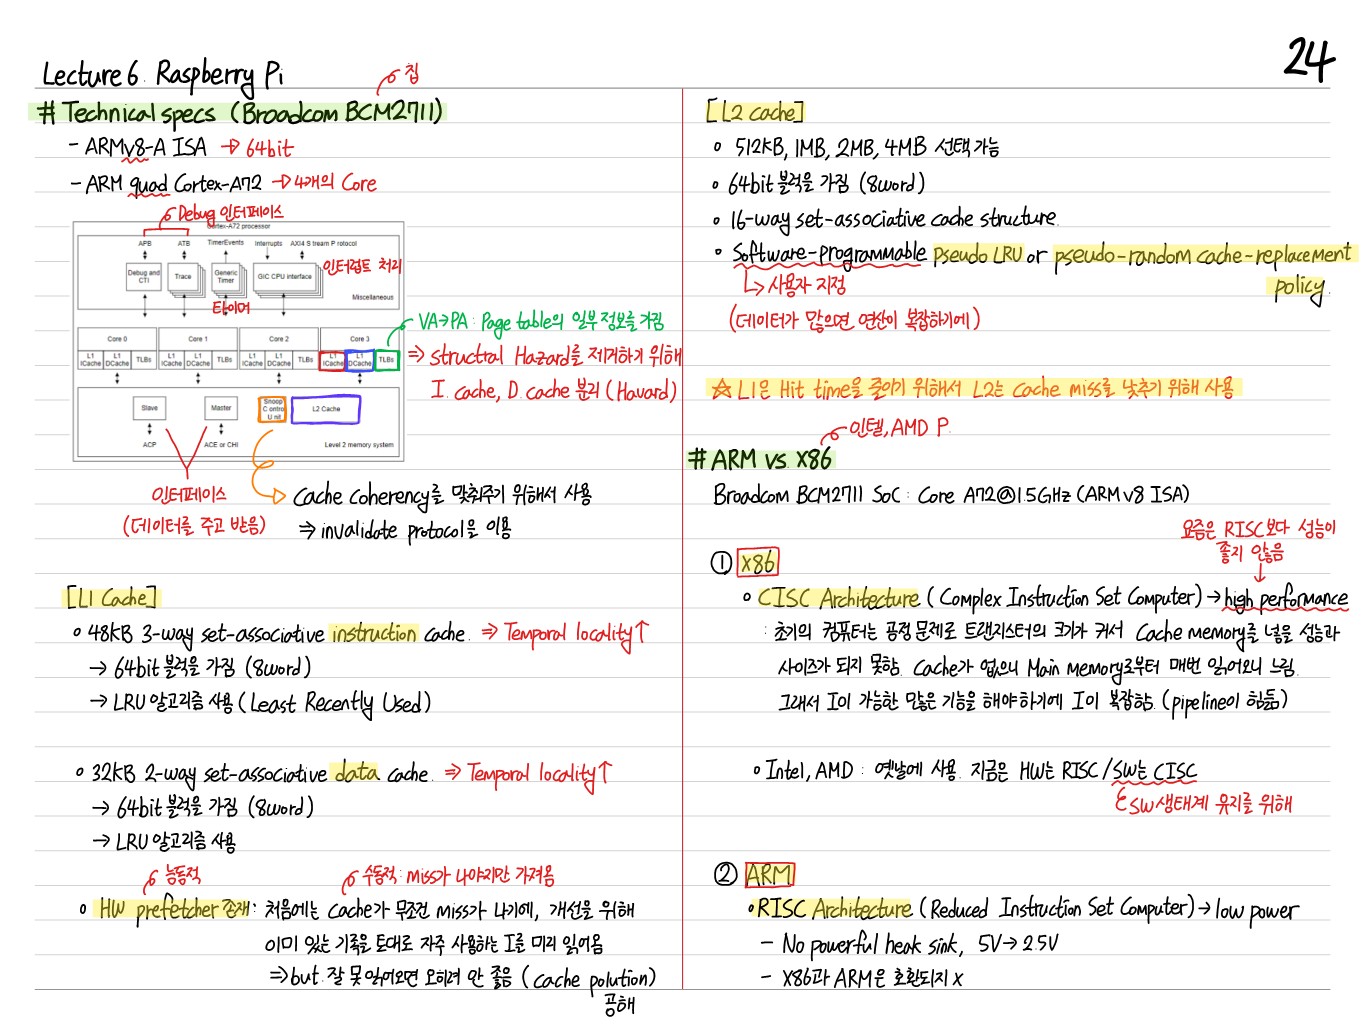 24
Lecture 6. Raspberry Pi
칩
# Technical specs (Broadcom BCM2711)
- ARMv8-A ISA → 64bit
- ARM quad Cortex-A72 → 4개의 Core
Debug 인터페이스
Cortex-A72 processor
APB ATB TimerEvents Interrupts AXI4 Stream P rotocol
Debug and CTI Trace Generic Timer GIC CPU interface
인터럽트 처리
타이머
Miscellaneous
VA→PA : Page table의 일부 정보를 가짐
Core 0 Core 1 Core 2 Core 3
L1 ICache L1 DCache TLBs L1 ICache L1 DCache TLBs L1 ICache L1 DCache TLBs L1 ICache L1 DCache TLBs
⇒ structral Hazard를 제거하기 위해
I. cache, D. cache 분리 (Havard)
Slave Master Snoop C ontrol U nit L2 Cache
ACP ACE or CHI Level 2 memory system
인터페이스
(데이터를 주고 받음)
Cache coherency를 맞춰주기 위해서 사용
⇒ invalidate protocol을 이용
[L1 Cache]
∘ 48KB 3-way set-associative instruction cache. ⇒ Temporal locality↑
→ 64bit 블럭을 가짐 (8word)
→ LRU 알고리즘 사용 (Least Recently Used)
∘ 32KB 2-way set-associative data cache. ⇒ Temporal locality↑
→ 64bit 블럭을 가짐 (8word)
→ LRU 알고리즘 사용
능동적
수동적 : miss가 나야지만 가져옴
∘ HW prefetcher 존재 : 처음에는 Cache가 무조건 miss가 나기에, 개선을 위해
이미 있는 기록을 토대로 자주 사용하는 I를 미리 읽어옴
⇒ but 잘 못 읽어오면 오히려 안 좋음 (cache polution)
공해
[L2 cache]
∘ 512KB, 1MB, 2MB, 4MB 선택 가능
∘ 64bit 블럭을 가짐 (8word)
∘ 16-way set-associative cache structure.
∘ Software-programmable pseudo LRU or pseudo-random cache-replacement
policy.
↳ 사용자 지정
(데이터가 많으면 연산이 복잡하기에)
☆ L1은 Hit time을 줄이기 위해서 L2는 Cache miss를 낮추기 위해 사용
인텔, AMD P.
# ARM vs. X86
Broadcom BCM2711 SoC : Core A72@1.5GHz (ARMv8 ISA)
요즘은 RISC보다 성능이
좋지 않음
① X86
∘ CISC Architecture (Complex Instruction Set Computer) → high performance
: 초기의 컴퓨터는 공정 문제로 트랜지스터의 크기가 커서 Cache memory를 넣을 성능과
사이즈가 되지 못함. Cache가 없으니 Main memory로부터 매번 읽어오니 느림.
그래서 I이 가능한 많은 기능을 해야 하기에 I이 복잡함. (pipeline이 힘듦)
∘ Intel, AMD : 옛날에 사용. 지금은 HW는 RISC / SW는 CISC
SW 생태계 유지를 위해
② ARM
∘ RISC Architecture (Reduced Instruction Set Computer) → low power
- No powerful heak sink, 5V → 2.5V
- X86과 ARM은 호환되지 x